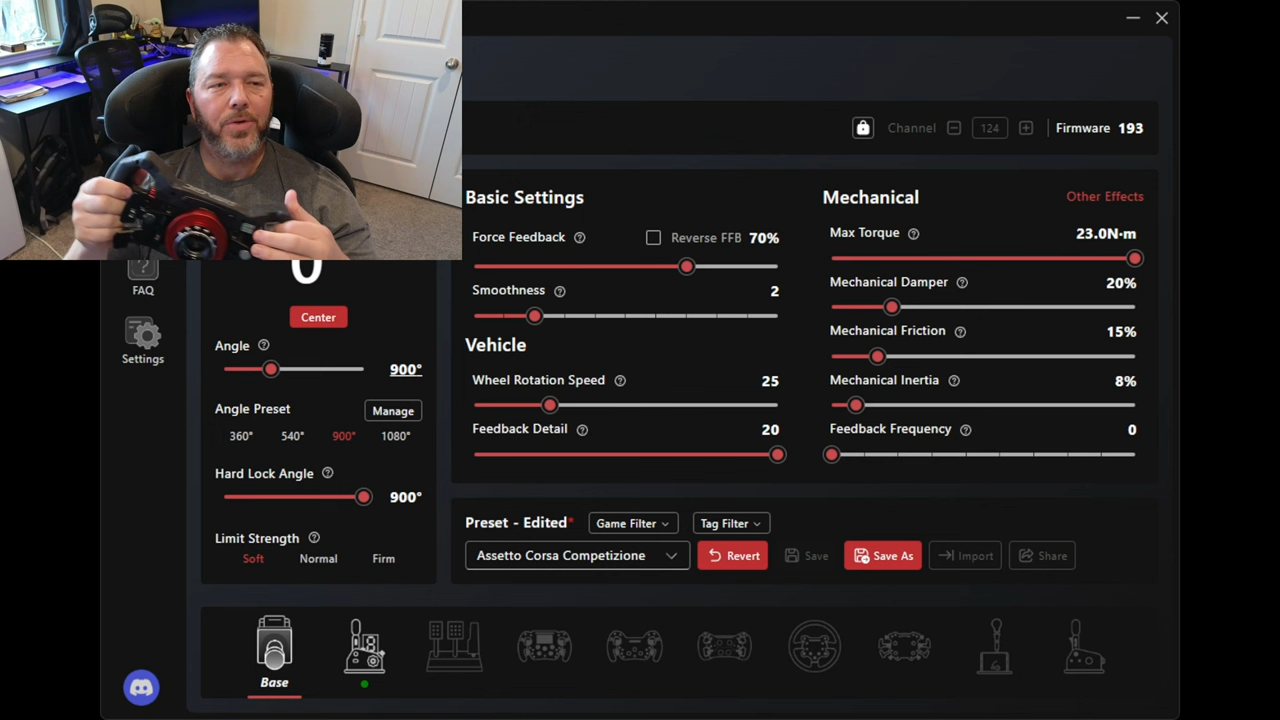 Channel
124
Firmware 193
Basic Settings
Force Feedback
Reverse FFB 70%
Smoothness
2
Vehicle
Wheel Rotation Speed
25
Feedback Detail
20
Mechanical
Other Effects
Max Torque
23.0N·m
Mechanical Damper
20%
Mechanical Friction
15%
Mechanical Inertia
8%
Feedback Frequency
0
FAQ
Settings
Center
Angle
900°
Angle Preset
Manage
360° 540° 900° 1080°
Hard Lock Angle
900°
Limit Strength
Soft Normal Firm
Preset - Edited*
Game Filter
Tag Filter
Assetto Corsa Competizione
Revert
Save
Save As
Import
Share
Base